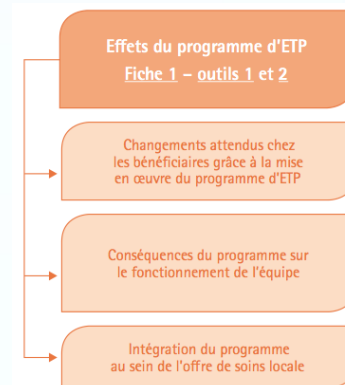 Effets du programme d'ETP
Fiche 1 – outils 1 et 2
Changements attendus chez
les bénéficiaires grâce à la mise
en œuvre du programme d'ETP
Conséquences du programme sur
le fonctionnement de l'équipe
Intégration du programme
au sein de l'offre de soins locale